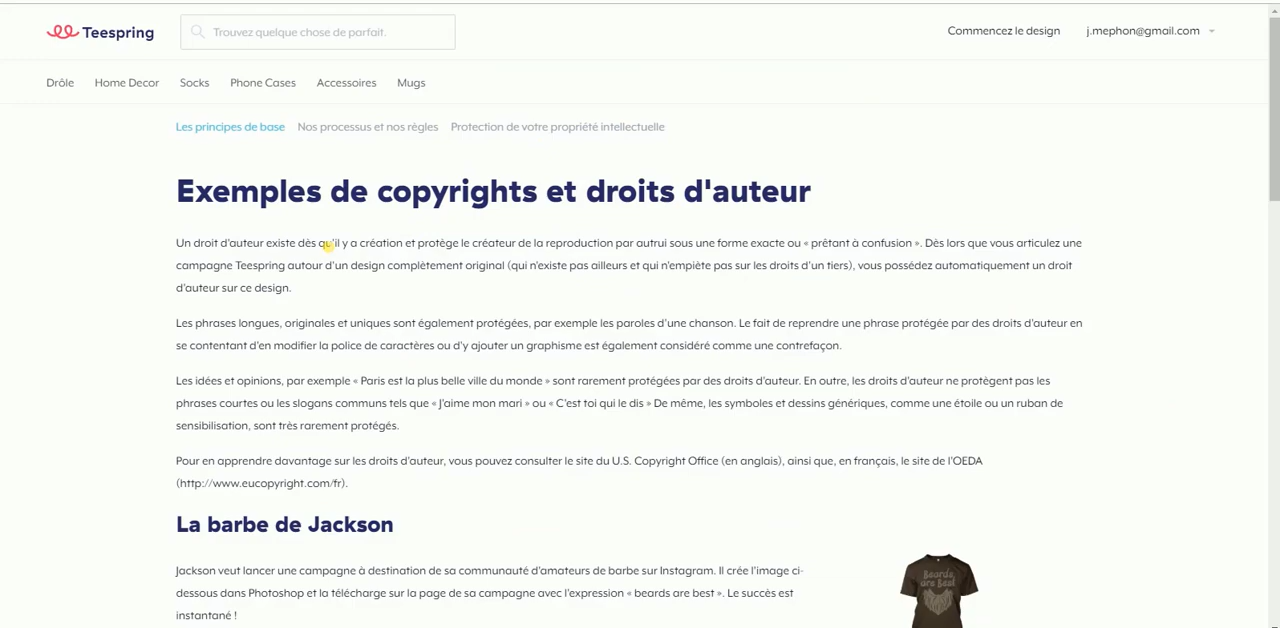 Teespring
Trouvez quelque chose de parfait.
Commencez le design
j.mephon@gmail.com
Drôle
Home Decor
Socks
Phone Cases
Accessoires
Mugs
Les principes de base
Nos processus et nos règles
Protection de votre propriété intellectuelle
Exemples de copyrights et droits d'auteur
Un droit d'auteur existe dès qu'il y a création et protège le créateur de la reproduction par autrui sous une forme exacte ou « prêtant à confusion ». Dès lors que vous articulez une
campagne Teespring autour d'un design complètement original (qui n'existe pas ailleurs et qui n'empiète pas sur les droits d'un tiers), vous possédez automatiquement un droit
d'auteur sur ce design.
Les phrases longues, originales et uniques sont également protégées, par exemple les paroles d'une chanson. Le fait de reprendre une phrase protégée par des droits d'auteur en
se contentant d'en modifier la police de caractères ou d'y ajouter un graphisme est également considéré comme une contrefaçon.
Les idées et opinions, par exemple « Paris est la plus belle ville du monde » sont rarement protégées par des droits d'auteur. En outre, les droits d'auteur ne protègent pas les
phrases courtes ou les slogans communs tels que « J'aime mon mari » ou « C'est toi qui le dis » De même, les symboles et dessins génériques, comme une étoile ou un ruban de
sensibilisation, sont très rarement protégés.
Pour en apprendre davantage sur les droits d'auteur, vous pouvez consulter le site du U.S. Copyright Office (en anglais), ainsi que, en français, le site de l'OEDA
(http://www.eucopyright.com/fr).
La barbe de Jackson
Jackson veut lancer une campagne à destination de sa communauté d'amateurs de barbe sur Instagram. Il crée l'image ci-
dessous dans Photoshop et la télécharge sur la page de sa campagne avec l'expression « beards are best ». Le succès est
instantané !
Beards
are Best